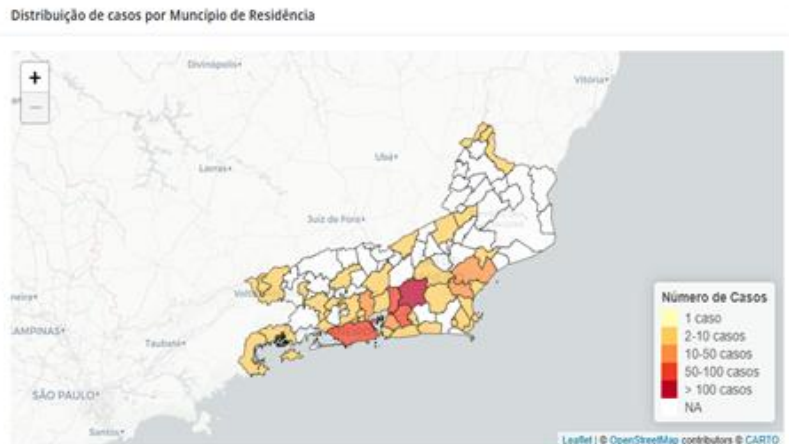 Distribuição de casos por Muncípio de Residência
+
−
Divinópolis
Vitória
Lavras
Ubá
Juiz de Fora
AMPINAS
Taubaté
SÃO PAULO
Santos
Número de Casos
1 caso
2-10 casos
10-50 casos
50-100 casos
> 100 casos
NA
Leaflet | © OpenStreetMap contributors © CARTO